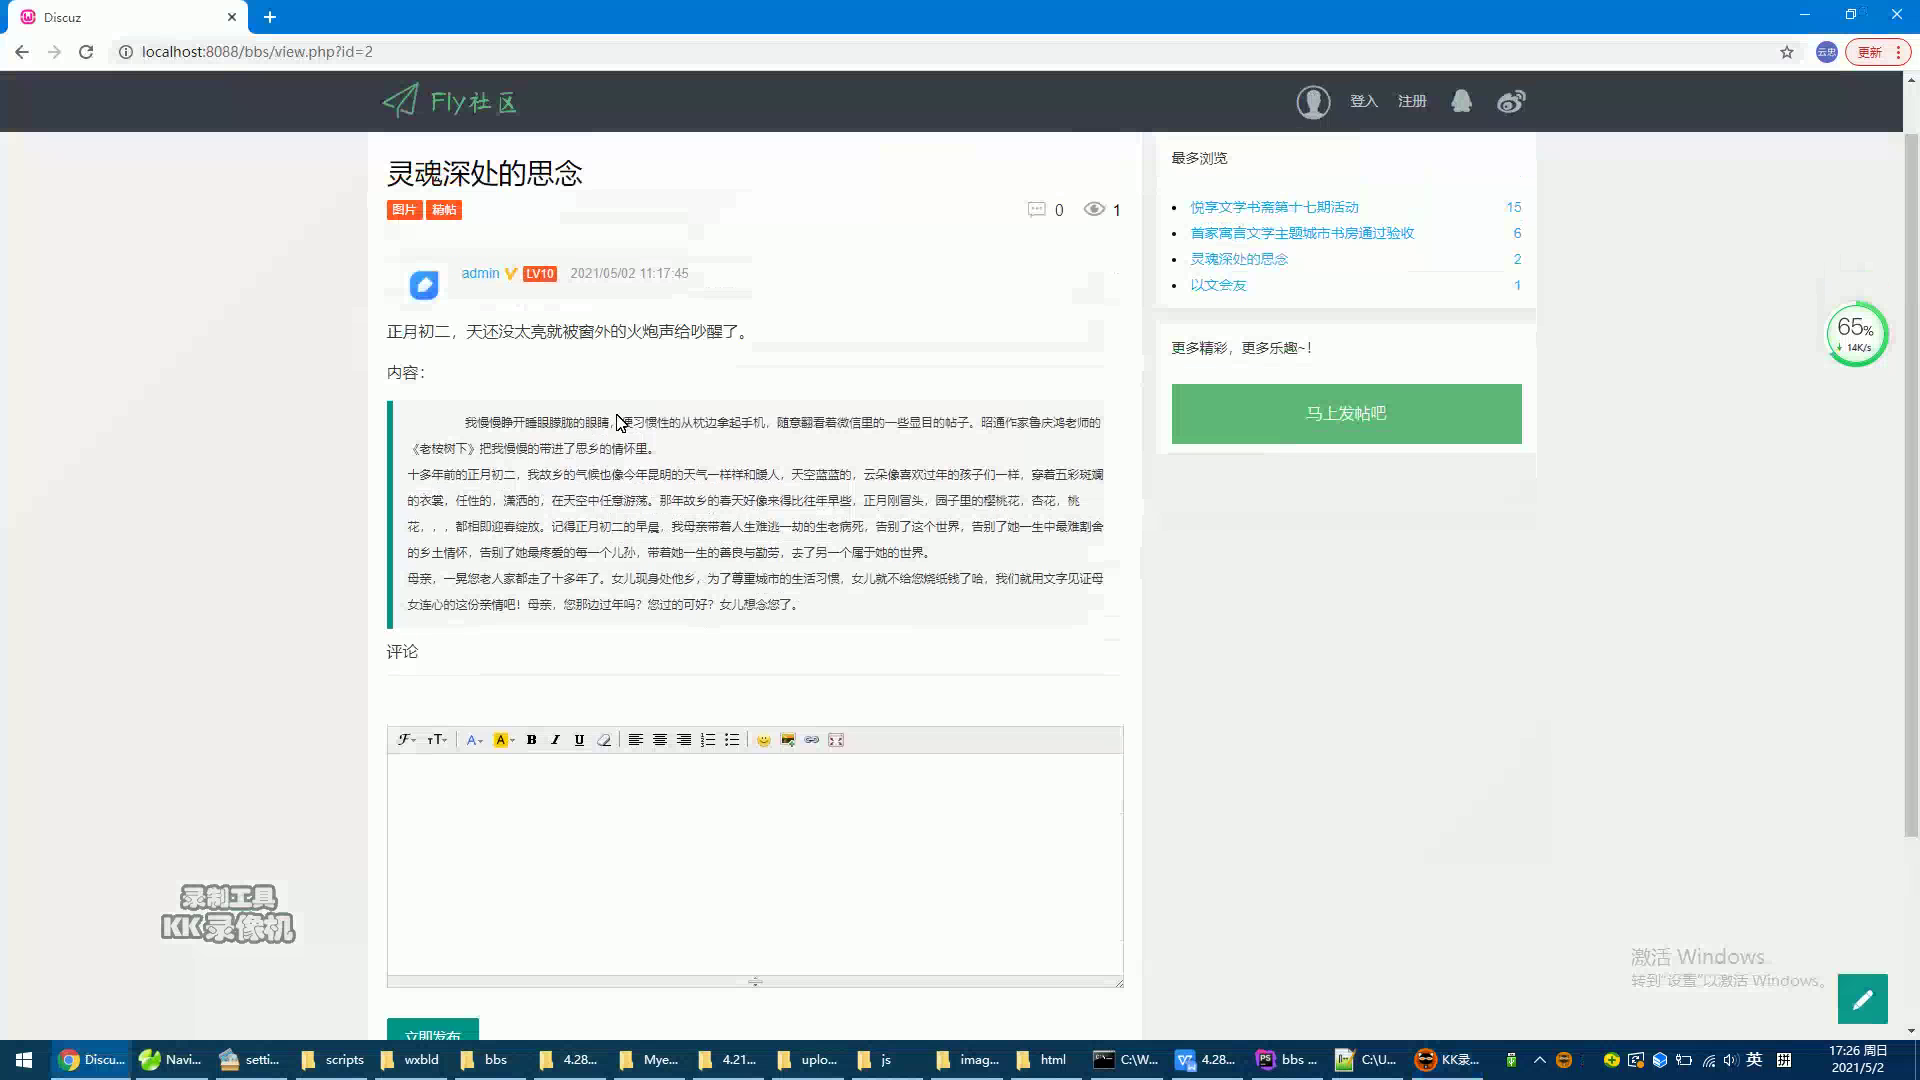 Discuz
localhost:8088/bbs/view.php?id=2
更新
Fly社区
登入 注册
灵魂深处的思念
图片 箱帖
0 1
admin LV10 2021/05/02 11:17:45
正月初二，天还没太亮就被窗外的火炮声给吵醒了。
内容：
我慢慢睁开睡眼朦胧的眼睛，便习惯性的从枕边拿起手机，随意翻看着微信里的一些显目的帖子。昭通作家鲁庆鸿老师的
《老桉树下》把我慢慢的带进了思乡的情怀里。
十多年前的正月初二，我故乡的气候也像今年昆明的天气一样祥和暖人，天空蓝蓝的，云朵像喜欢过年的孩子们一样，穿着五彩斑斓
的衣裳，任性的，潇洒的，在天空中任意游荡。那年故乡的春天好像来得比往年早些，正月刚冒头，园子里的樱桃花，杏花，桃
花，，，都相即迎春绽放。记得正月初二的早晨，我母亲带着人生难逃一劫的生老病死，告别了这个世界，告别了她一生中最难割舍
的乡土情怀，告别了她最疼爱的每一个儿孙，带着她一生的善良与勤劳，去了另一个属于她的世界。
母亲，一晃您老人家都走了十多年了。女儿现身处他乡，为了尊重城市的生活习惯，女儿就不给您烧纸钱了哈，我们就用文字见证母
女连心的这份亲情吧！母亲，您那边过年吗？您过的可好？女儿想念您了。
评论
立即发布
最多浏览
悦享文学书斋第十七期活动 15
首家寓言文学主题城市书房通过验收 6
灵魂深处的思念 2
以文会友 1
更多精彩，更多乐趣~！
马上发帖吧
65%
14K/s
录制工具
KK录像机
激活 Windows
转到“设置”以激活 Windows。
Discu... Navi... setti... scripts wxbld bbs 4.28... Mye... 4.21... uplo... js imag... html C:\W... 4.28... bbs ... C:\U... KK录... 英
17:26 周日
2021/5/2